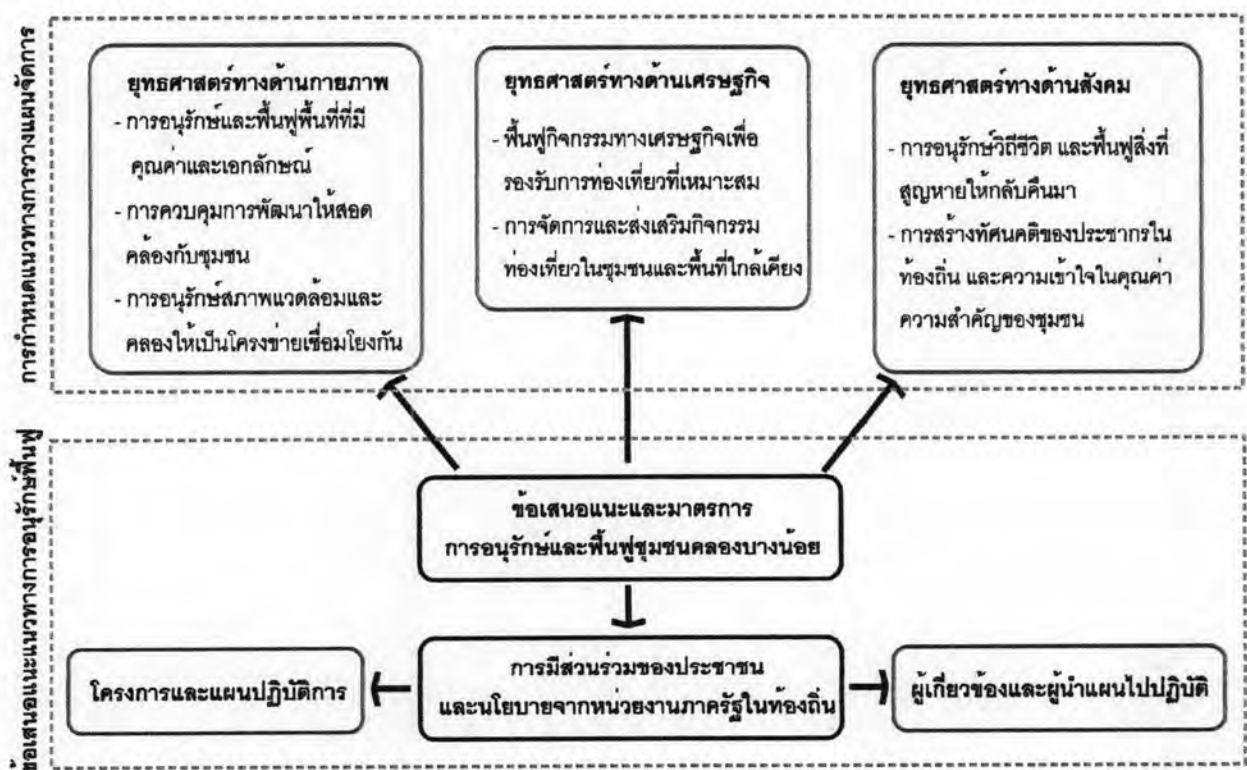 การกำหนดแนวทางการวางแผนจัดการ
ยุทธศาสตร์ทางด้านกายภาพ
- การอนุรักษ์และฟื้นฟูพื้นที่ที่มี
คุณค่าและเอกลักษณ์
- การควบคุมการพัฒนาให้สอด
คล้องกับชุมชน
- การอนุรักษ์สภาพแวดล้อมและ
คลองให้เป็นโครงข่ายเชื่อมโยงกัน
ยุทธศาสตร์ทางด้านเศรษฐกิจ
- ฟื้นฟูกิจกรรมทางเศรษฐกิจเพื่อ
รองรับการท่องเที่ยวที่เหมาะสม
- การจัดการและส่งเสริมกิจกรรม
ท่องเที่ยวในชุมชนและพื้นที่ใกล้เคียง
ยุทธศาสตร์ทางด้านสังคม
- การอนุรักษ์วิถีชีวิต และฟื้นฟูสิ่งที่
สูญหายให้กลับคืนมา
- การสร้างทัศนคติของประชากรใน
ท้องถิ่น และความเข้าใจในคุณค่า
ความสำคัญของชุมชน
ข้อเสนอแนะแนวทางการอนุรักษ์ฟื้นฟู
ข้อเสนอแนะและมาตรการ
การอนุรักษ์และฟื้นฟูชุมชนคลองบางน้อย
โครงการและแผนปฏิบัติการ
การมีส่วนร่วมของประชาชน
และนโยบายจากหน่วยงานภาครัฐในท้องถิ่น
ผู้เกี่ยวข้องและผู้นำแผนไปปฏิบัติ